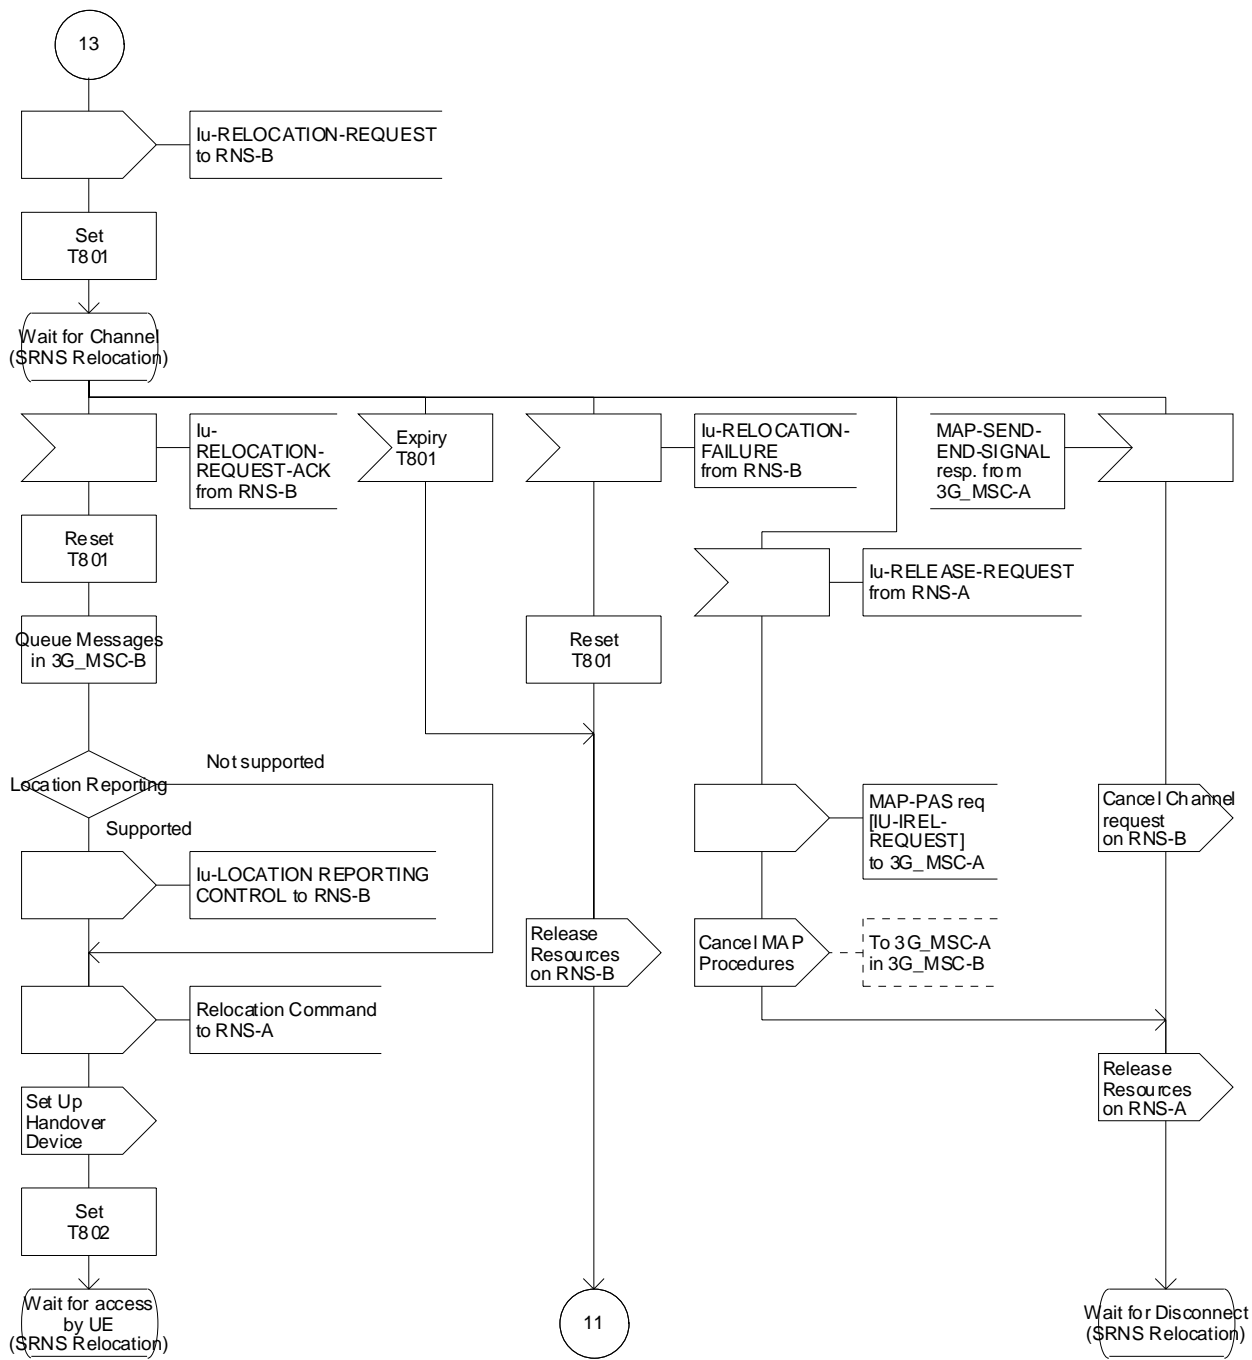 13
Iu-RELOCATION-REQUEST
to RNS-B
Set
T801
Wait for Channel
(SRNS Relocation)
Iu-
RELOCATION-
REQUEST-ACK
from RNS-B
Expiry
T801
Iu-RELOCATION-
FAILURE
from RNS-B
MAP-SEND-
END-SIGNAL
resp. from
3G_MSC-A
Reset
T801
Iu-RELEASE-REQUEST
from RNS-A
Queue Messages
in 3G_MSC-B
Reset
T801
Location Reporting
Not supported
Supported
MAP-PAS req
[IU-IREL-
REQUEST]
to 3G_MSC-A
Cancel Channel
request
on RNS-B
Iu-LOCATION REPORTING
CONTROL to RNS-B
Release
Resources
on RNS-B
Cancel MAP
Procedures
To 3G_MSC-A
in 3G_MSC-B
Relocation Command
to RNS-A
Release
Resources
on RNS-A
Set Up
Handover
Device
Set
T802
Wait for access
by UE
(SRNS Relocation)
11
Wait for Disconnect
(SRNS Relocation)